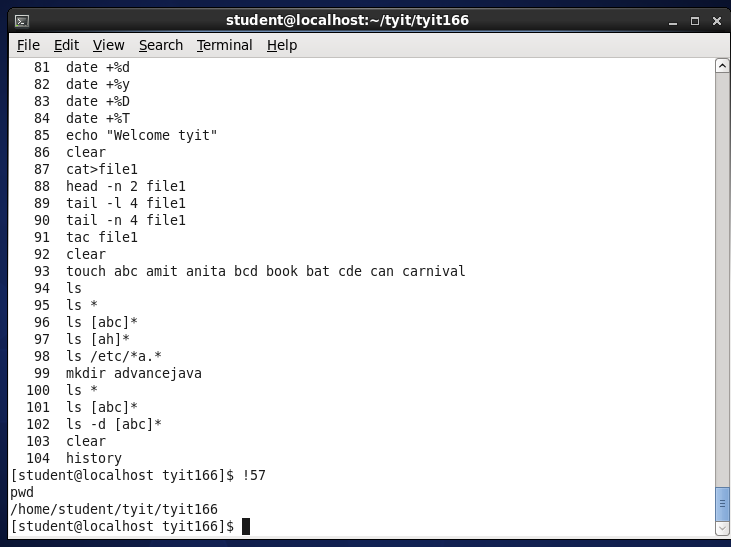 student@localhost:~/tyit/tyit166
File Edit View Search Terminal Help
81 date +%d
82 date +%y
83 date +%D
84 date +%T
85 echo "Welcome tyit"
86 clear
87 cat>file1
88 head -n 2 file1
89 tail -l 4 file1
90 tail -n 4 file1
91 tac file1
92 clear
93 touch abc amit anita bcd book bat cde can carnival
94 ls
95 ls *
96 ls [abc]*
97 ls [ah]*
98 ls /etc/*a.*
99 mkdir advancejava
100 ls *
101 ls [abc]*
102 ls -d [abc]*
103 clear
104 history
[student@localhost tyit166]$ !57
pwd
/home/student/tyit/tyit166
[student@localhost tyit166]$